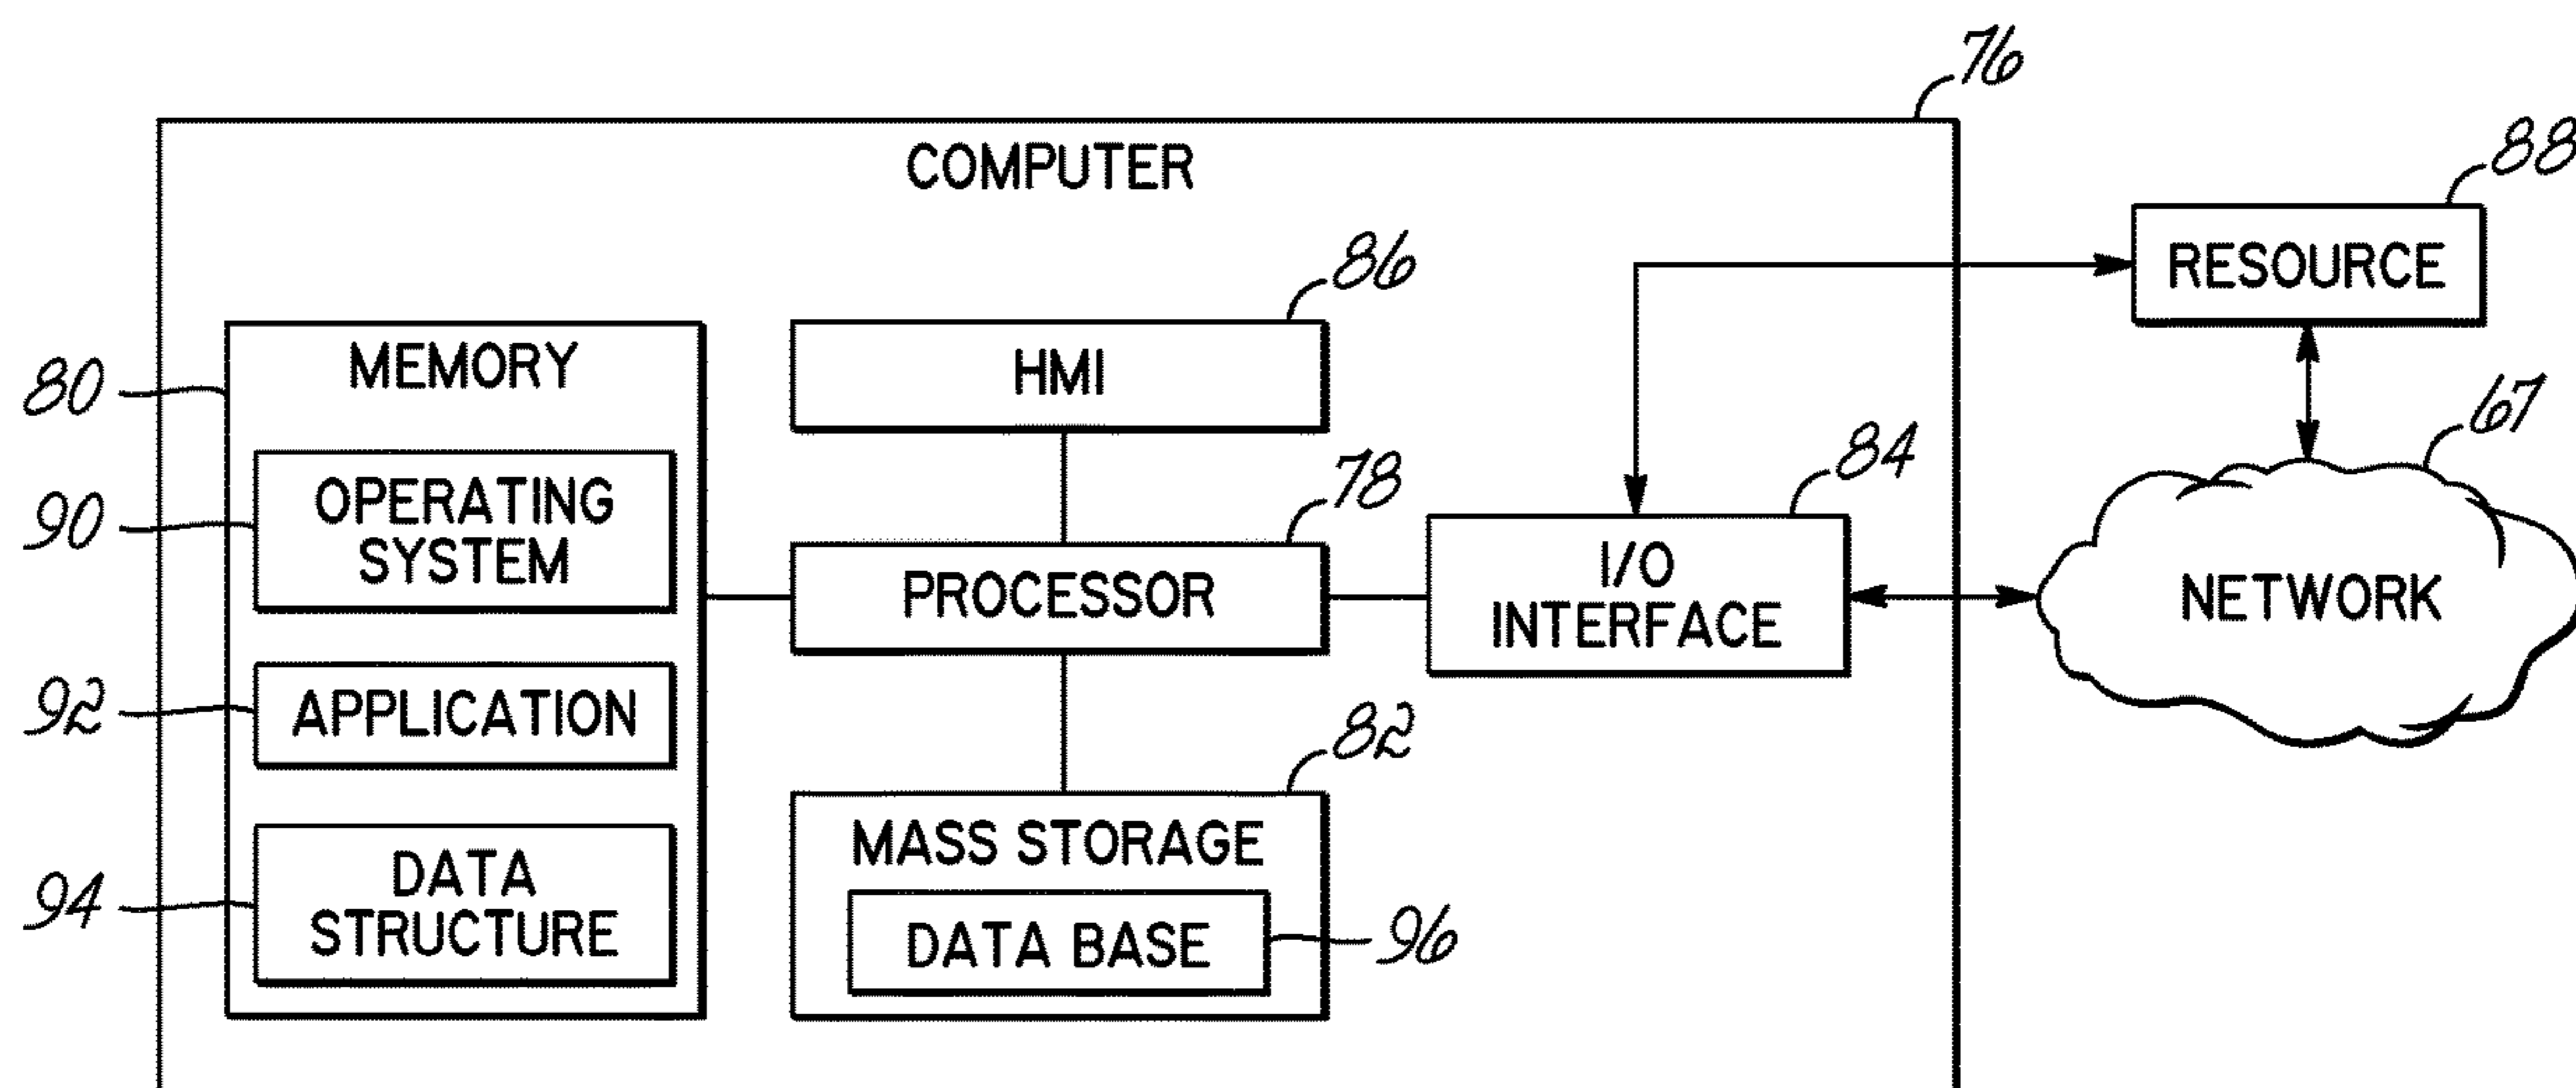 76
COMPUTER
88
RESOURCE
86
HMI
80
MEMORY
67
84
78
90
OPERATING
SYSTEM
I/O
INTERFACE
PROCESSOR
NETWORK
92
APPLICATION
82
MASS STORAGE
94
DATA
STRUCTURE
DATA BASE
96